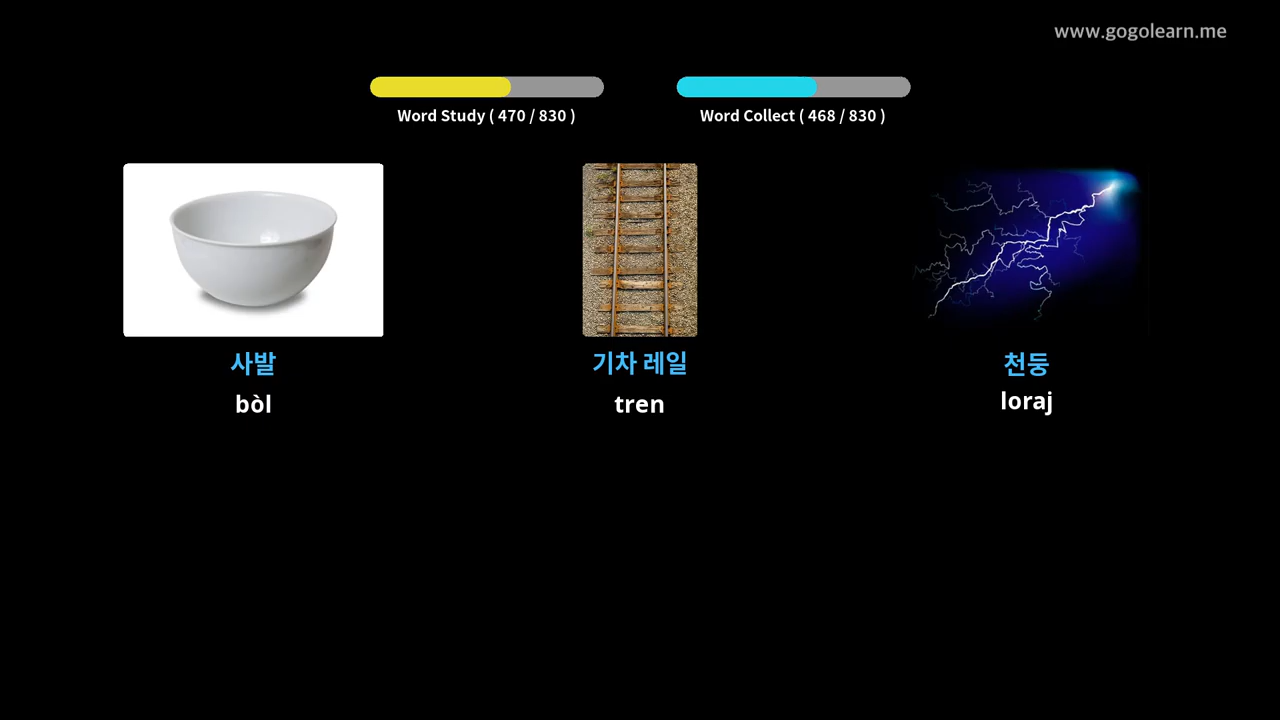 www.gogolearn.me
Word Study ( 470 / 830 )
Word Collect ( 468 / 830 )
사발
기차 레일
천둥
bòl
tren
loraj